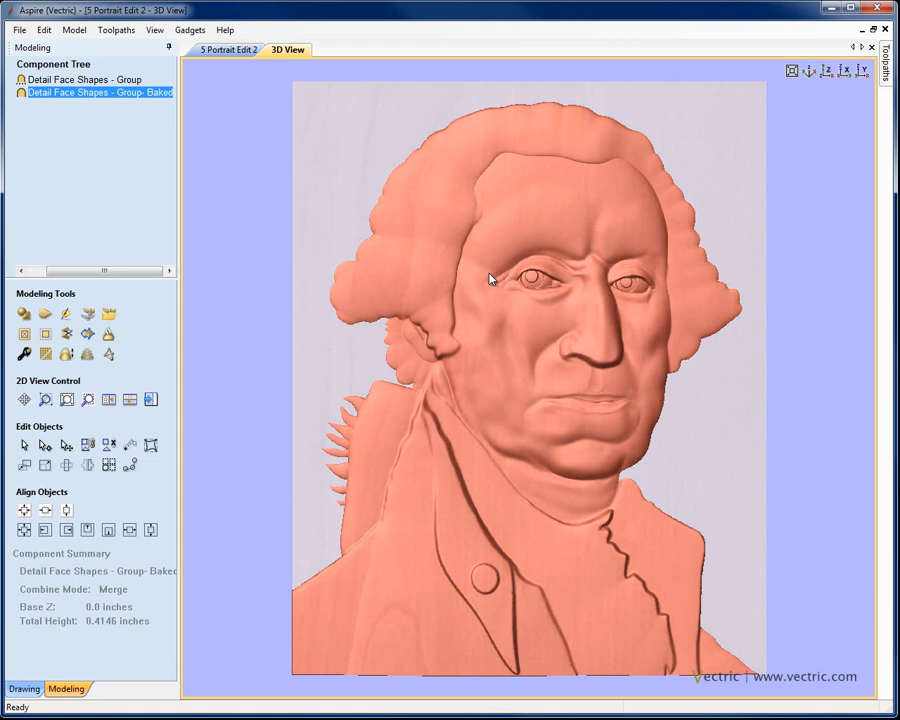 Aspire [Vectric] - [5 Portrait Edit 2 - 3D View]
File Edit Model Toolpaths View Gadgets Help
Modeling
5 Portrait Edit 2
3D View
Toolpaths
Component Tree
Detail Face Shapes - Group
Detail Face Shapes - Group- Baked
Z X Y
Modeling Tools
2D View Control
Edit Objects
Align Objects
Component Summary
Detail Face Shapes - Group- Baked
Combine Mode: Merge
Base Z: 0.0 inches
Total Height: 0.4146 inches
Vectric | www.vectric.com
Drawing Modeling
Ready